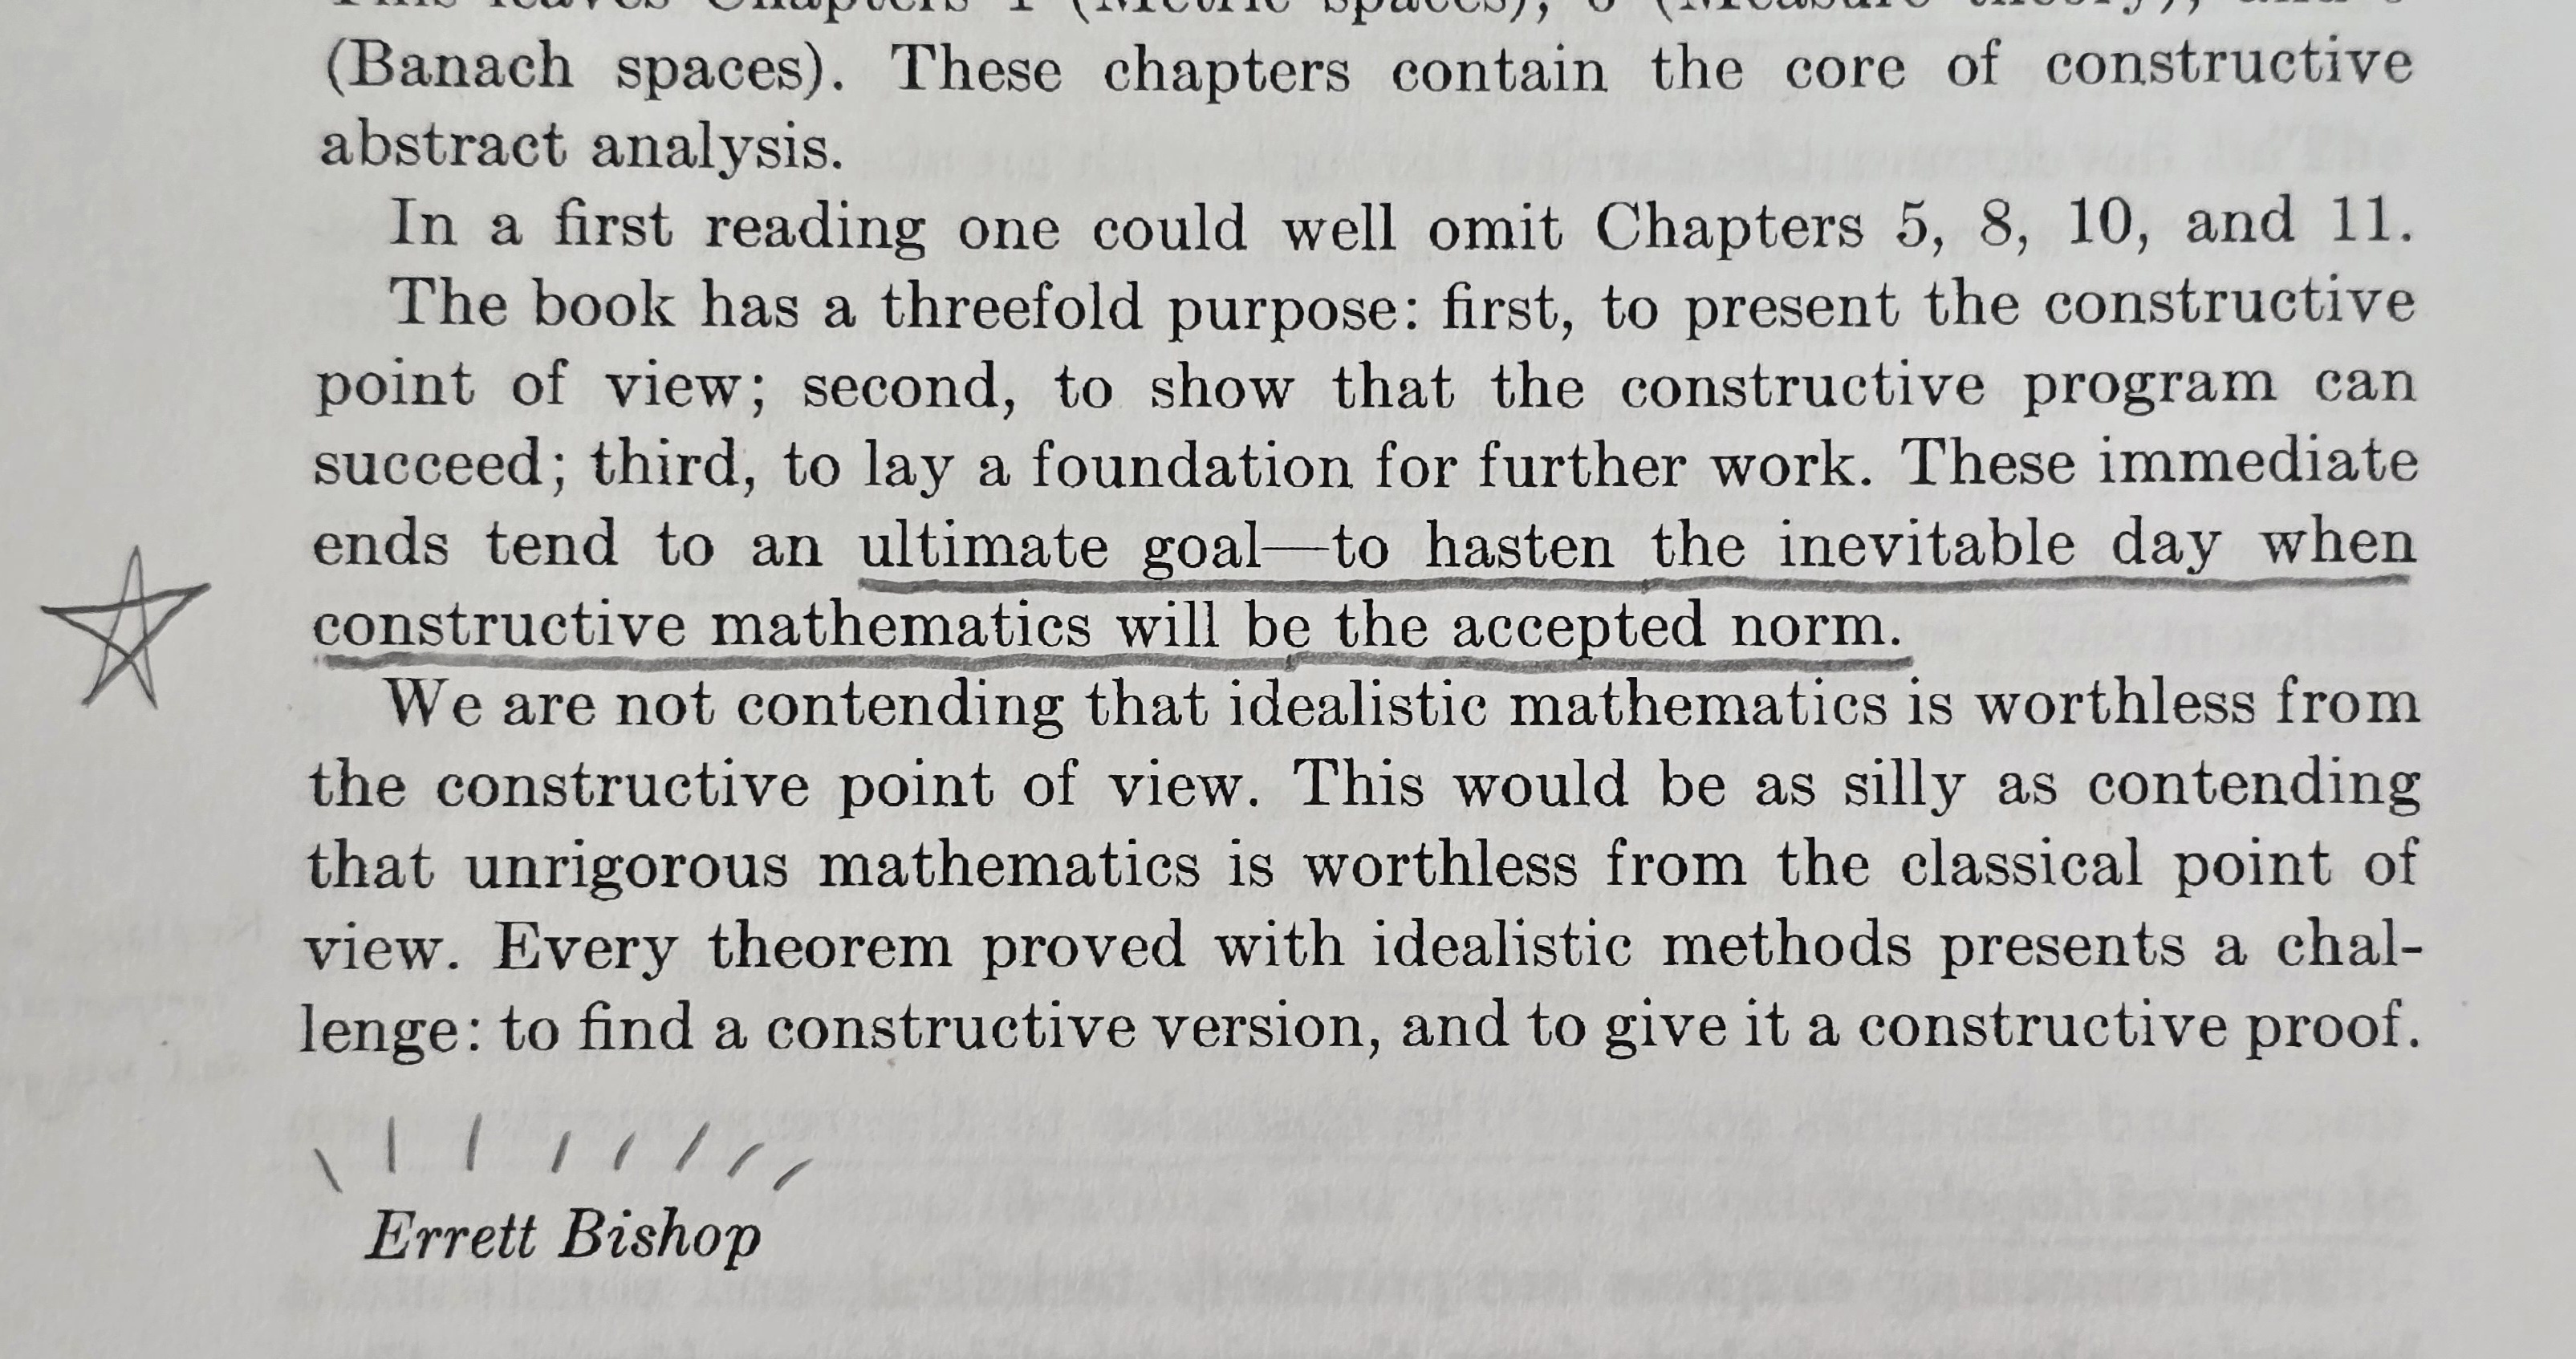 (Banach spaces). These chapters contain the core of constructive
abstract analysis.
In a first reading one could well omit Chapters 5, 8, 10, and 11.
The book has a threefold purpose: first, to present the constructive
point of view; second, to show that the constructive program can
succeed; third, to lay a foundation for further work. These immediate
ends tend to an ultimate goal—to hasten the inevitable day when
constructive mathematics will be the accepted norm.
We are not contending that idealistic mathematics is worthless from
the constructive point of view. This would be as silly as contending
that unrigorous mathematics is worthless from the classical point of
view. Every theorem proved with idealistic methods presents a chal-
lenge: to find a constructive version, and to give it a constructive proof.
Errett Bishop